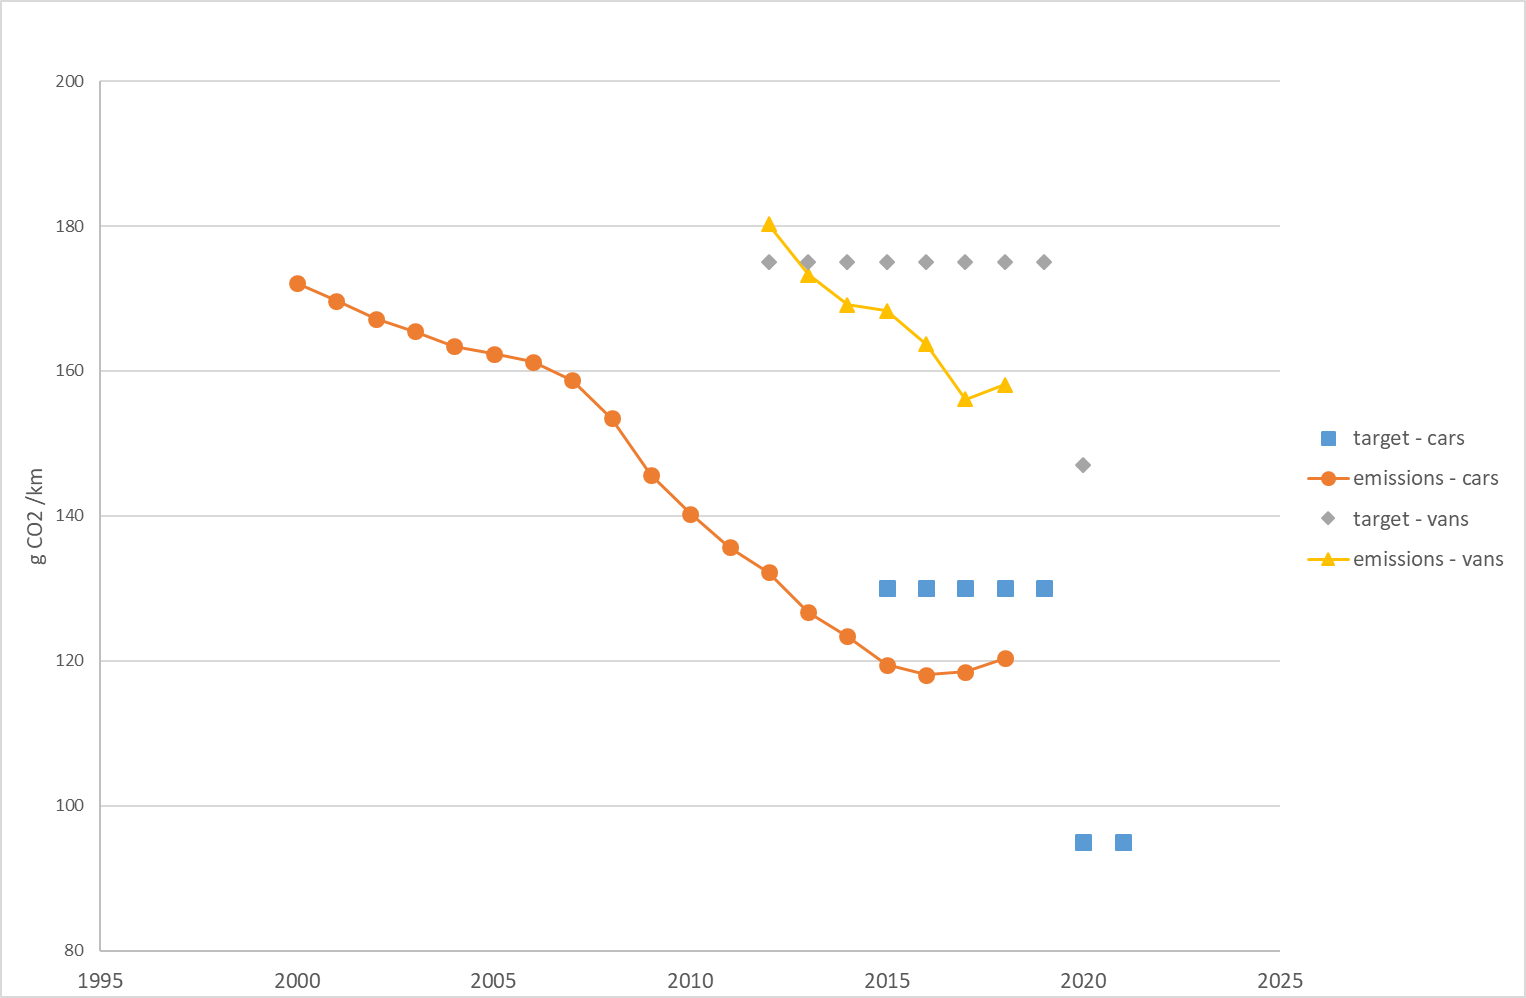 200
180
160
140
120
100
80
g CO2 /km
1995 2000 2005 2010 2015 2020 2025
target - cars
emissions - cars
target - vans
emissions - vans